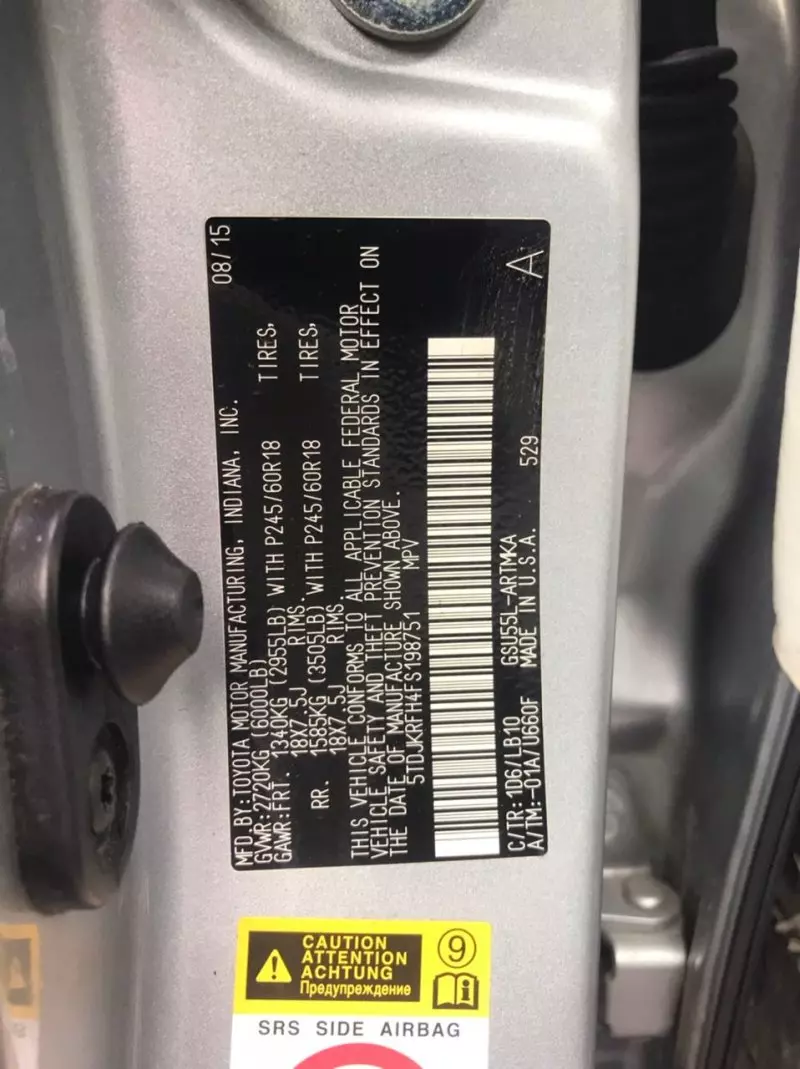 MFD. BY: TOYOTA MOTOR MANUFACTURING, INDIANA, INC. 08/15
GVWR: 2720KG (6000LB)
GAWR: FRT. 1340KG (2955LB) WITH P245/60R18 TIRES,
18X7.5J RIMS.
RR. 1585KG (3505LB) WITH P245/60R18 TIRES,
18X7.5J RIMS
THIS VEHICLE CONFORMS TO ALL APPLICABLE FEDERAL MOTOR
VEHICLE SAFETY AND THEFT PREVENTION STANDARDS IN EFFECT ON
THE DATE OF MANUFACTURE SHOWN ABOVE.
5TDJKRFH4FS198751 MPV
C/TR: 1D6/LB10 GSU55L-ARTMKA
A/TM: -01A/U660F MADE IN U.S.A. 529 A
CAUTION
ATTENTION
ACHTUNG
Предупреждение
9
SRS SIDE AIRBAG